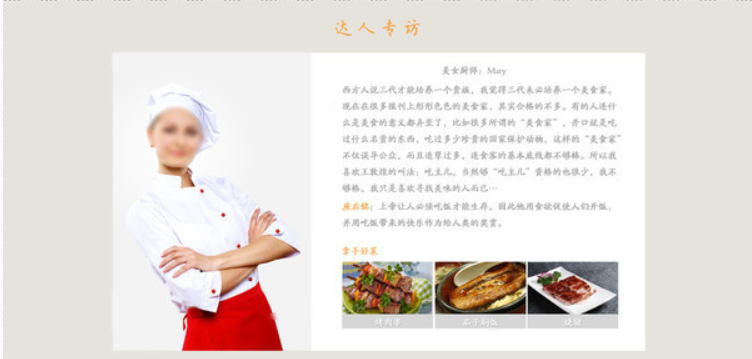 达人专访
美女厨师：Mary
西方人说三代才能培养一个贵族，我觉得三代未必培养一个美食家。
现在在很多报刊上形形色色的美食家，其实合格的不多。有的人连什
么是美食的意义都弄歪了，比如很多所谓的“美食家”，开口就是吃
过什么名贵的东西，吃过多少珍贵的国家保护动物，这样的“美食家”
不仅误导公众，而且造孽过多，连食客的基本底线都不够格。所以我
喜欢王敦煌的叫法：吃主儿。当然够“吃主儿”资格的也很少，我不
够格。我只是喜欢寻找美味的人而已…
座右铭：上帝让人必须吃饭才能生存，因此他用食欲促使人们开饭，
并用吃饭带来的快乐作为给人类的奖赏。
拿手好菜
烤肉串
茄子焖饭
烧猪